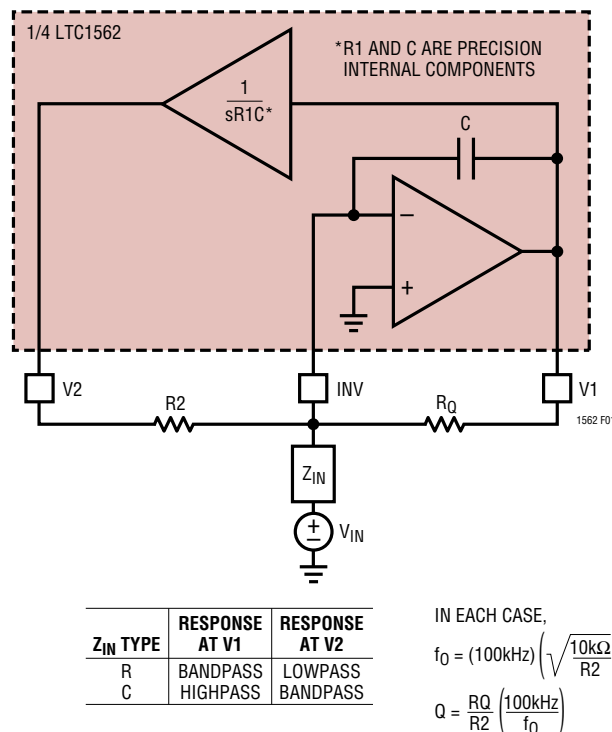 1/4 LTC1562
*R1 AND C ARE PRECISION
INTERNAL COMPONENTS
1
sR1C*
C
−
+
V2
INV
V1
R2
RQ
1562 F01
ZIN
+
−
VIN
ZIN TYPE
RESPONSE AT V1
RESPONSE AT V2
R BANDPASS LOWPASS
C HIGHPASS BANDPASS
IN EACH CASE,
fO = (100kHz) (√10kΩ/R2
Q = RQ/R2 (100kHz/fO)